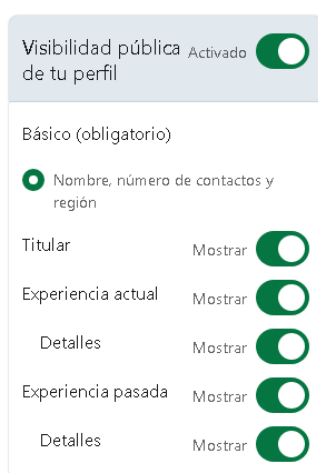 Visibilidad pública Activado
de tu perfil
Básico (obligatorio)
Nombre, número de contactos y
región
Titular Mostrar
Experiencia actual Mostrar
Detalles Mostrar
Experiencia pasada Mostrar
Detalles Mostrar